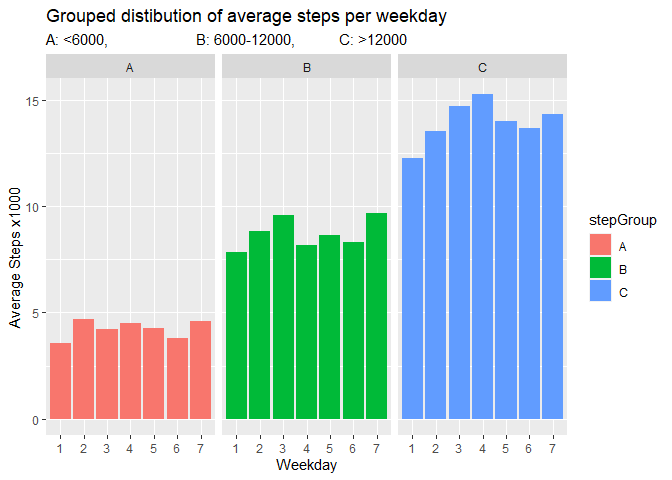 Grouped distibution of average steps per weekday
A: <6000, B: 6000-12000, C: >12000
A B C
15
10
5
0
Average Steps x1000
1 2 3 4 5 6 7 1 2 3 4 5 6 7 1 2 3 4 5 6 7
Weekday
stepGroup
A
B
C